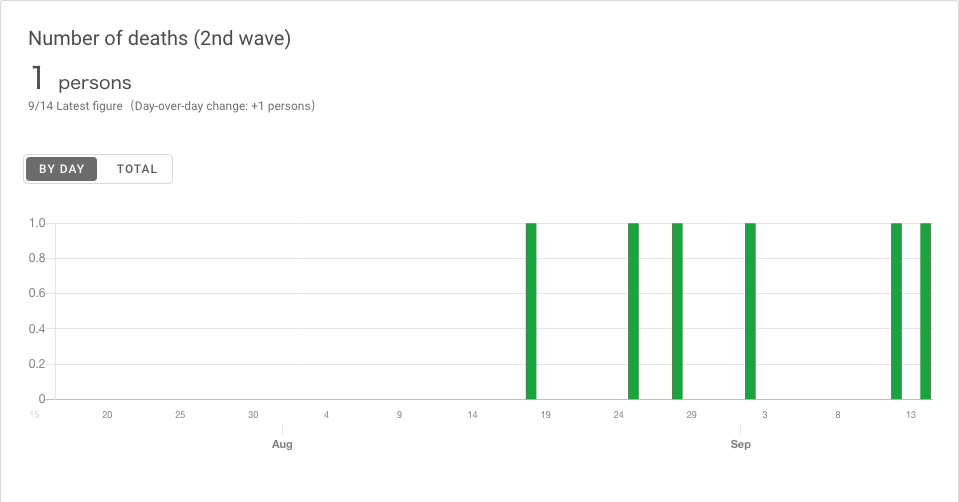 Number of deaths (2nd wave)
1 persons
9/14 Latest figure（Day-over-day change: +1 persons）
BY DAY TOTAL
1.0
0.8
0.6
0.4
0.2
0
15 20 25 30 4 9 14 19 24 29 3 8 13
Aug Sep